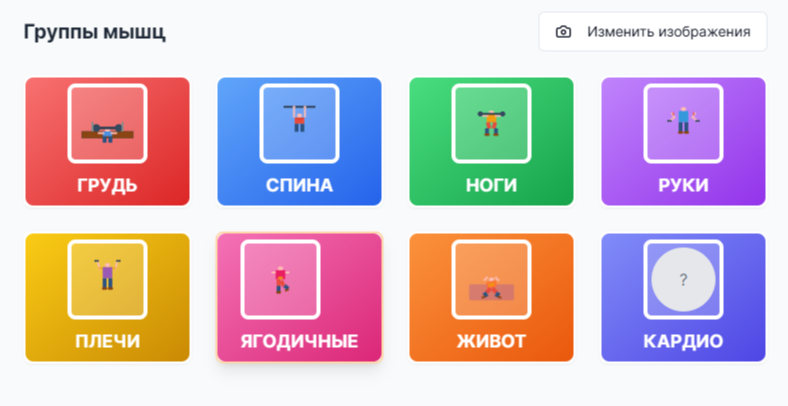 Группы мышц
Изменить изображения
ГРУДЬ
СПИНА
НОГИ
РУКИ
ПЛЕЧИ
ЯГОДИЧНЫЕ
ЖИВОТ
?
КАРДИО